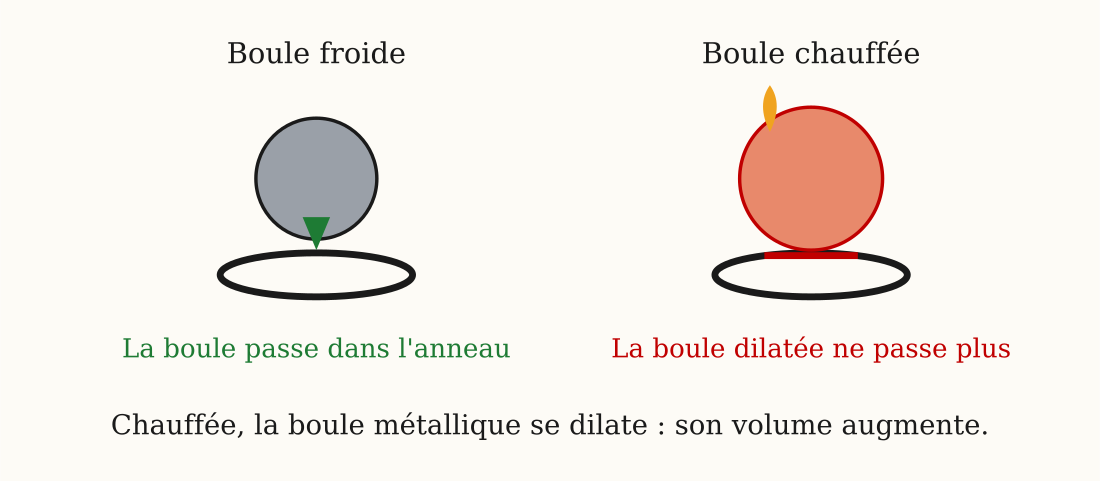 Boule froide
Boule chauffée
La boule passe dans l'anneau
La boule dilatée ne passe plus
Chauffée, la boule métallique se dilate : son volume augmente.